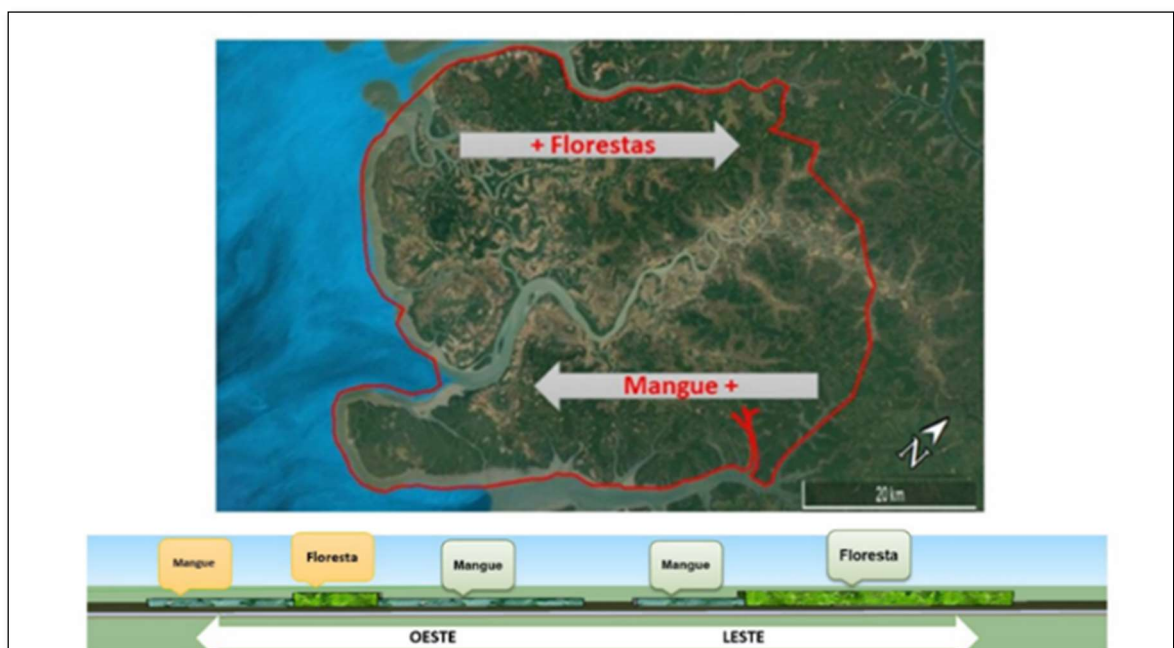 + Florestas
Mangue +
N
20 km
Mangue
Floresta
Mangue
Mangue
Floresta
OESTE
LESTE